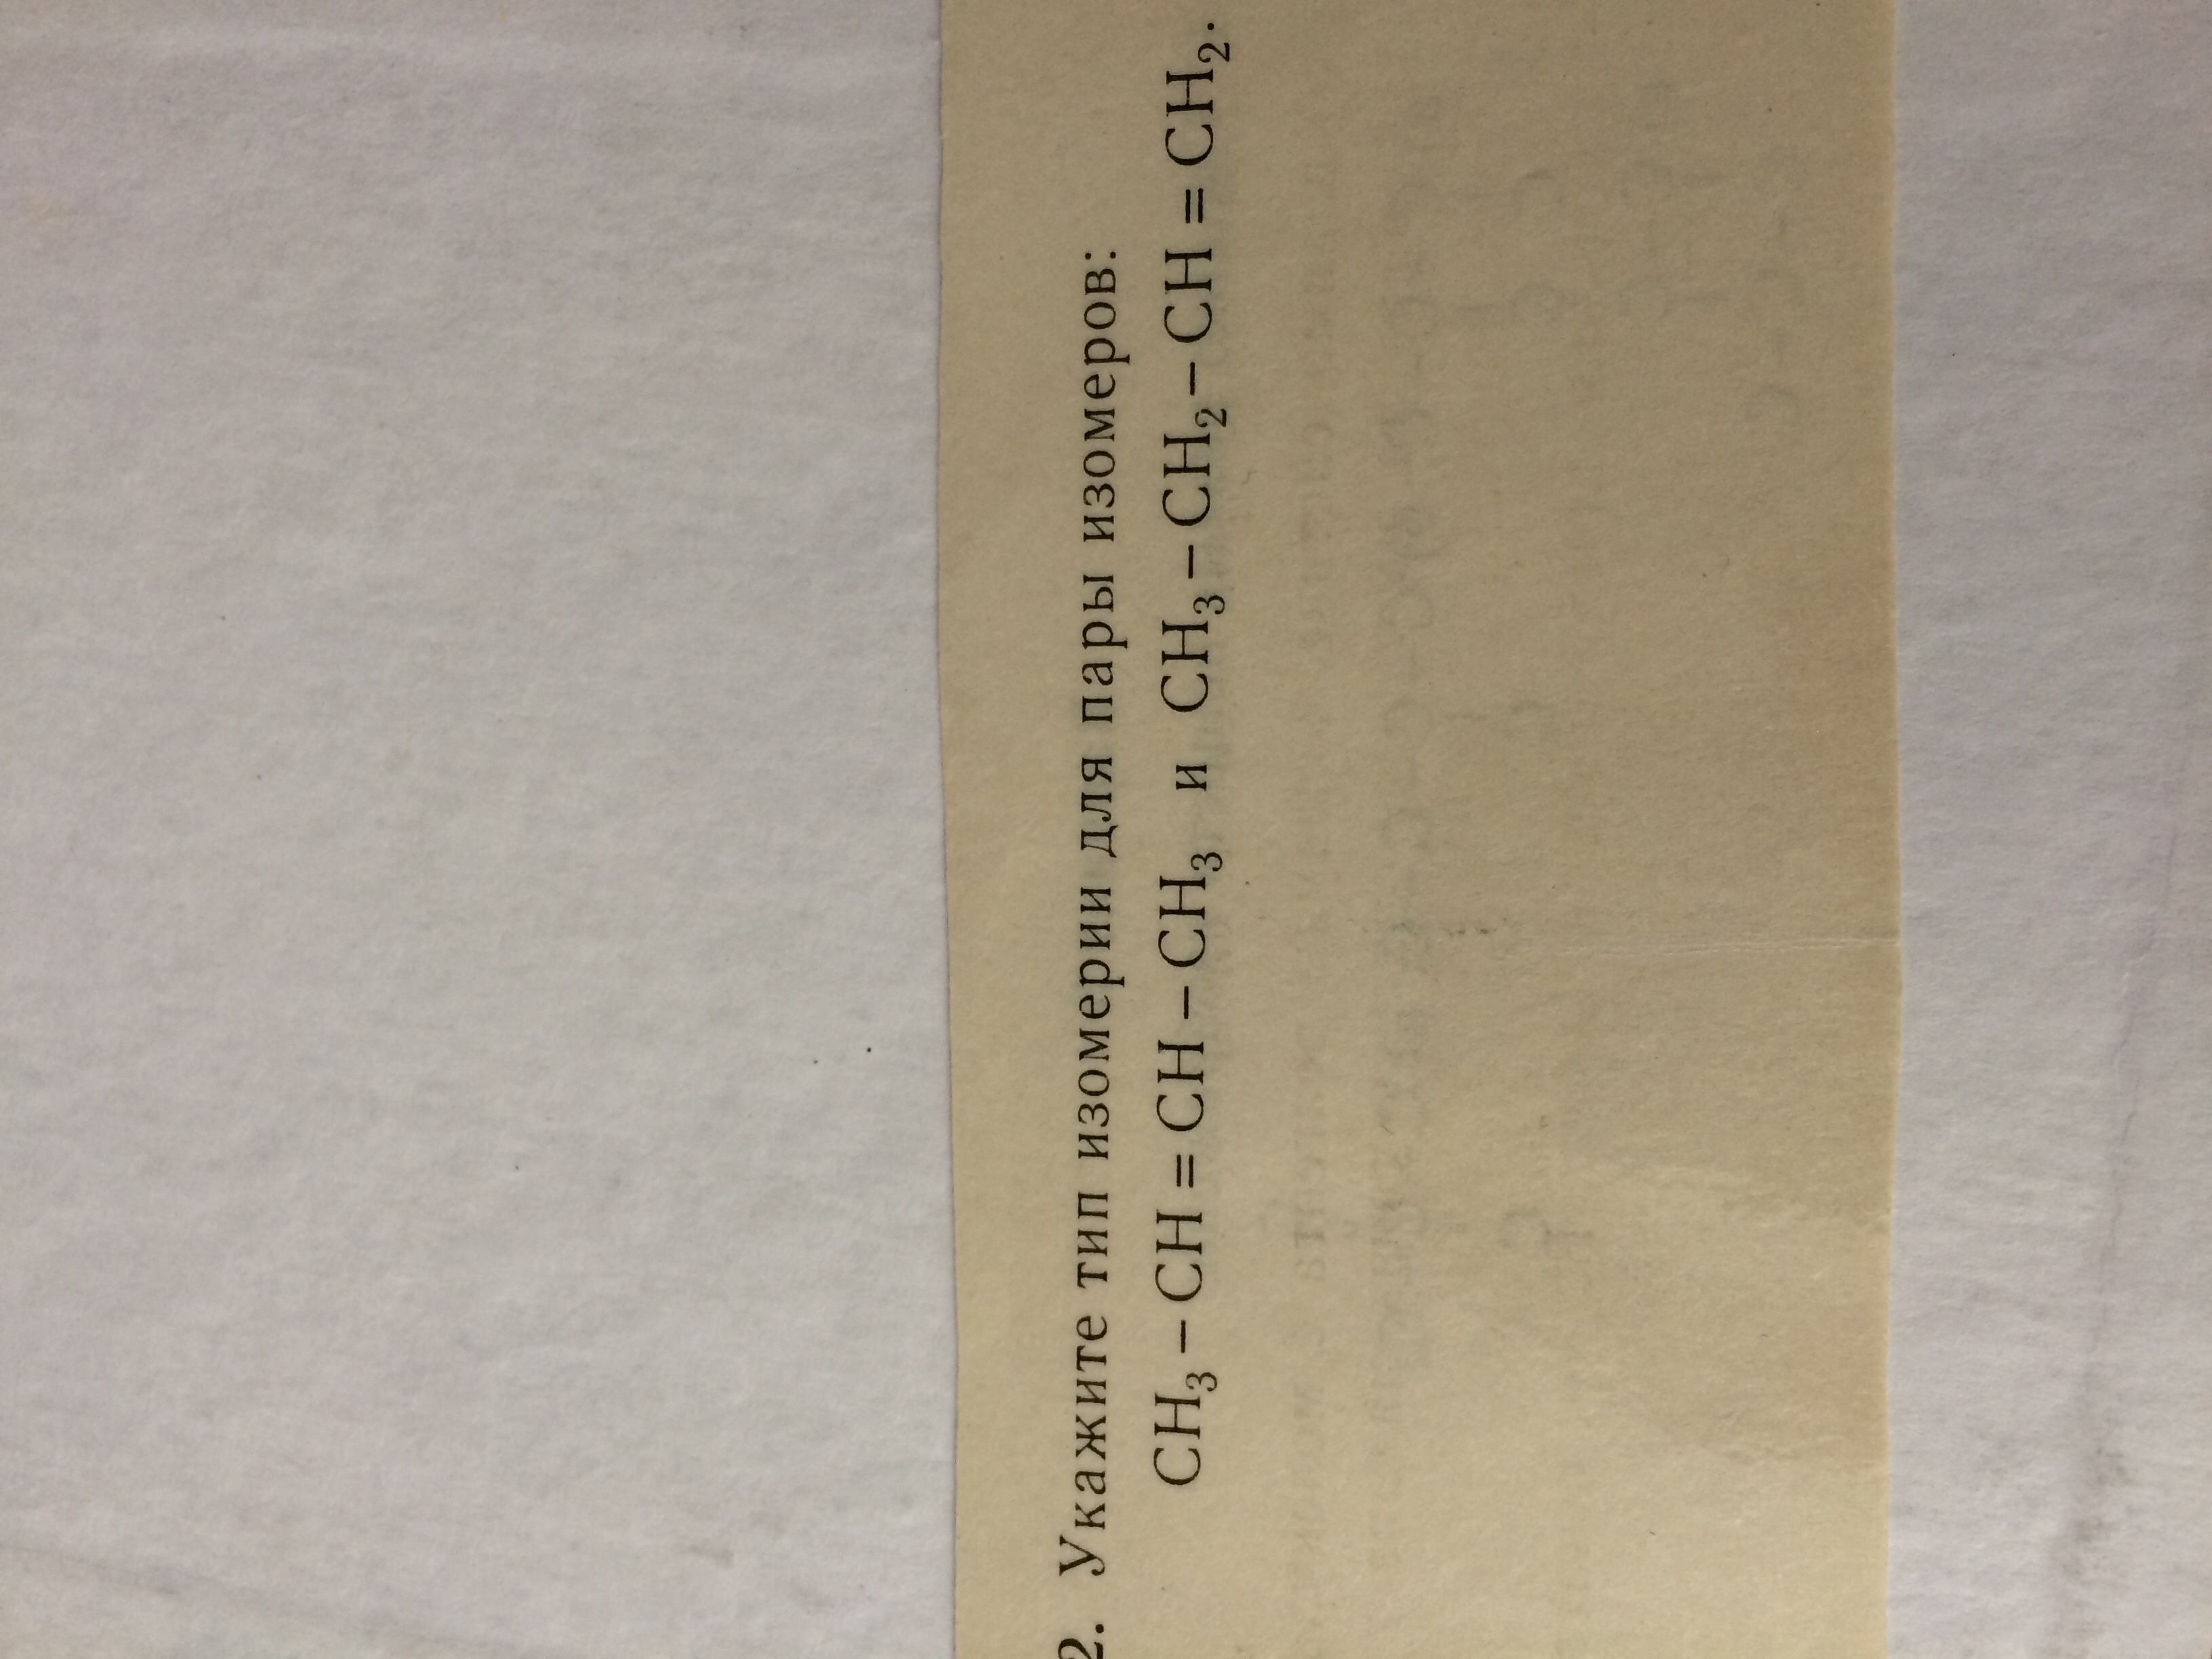 2. Укажите тип изомерии для пары изомеров:
CH₃–CH=CH–CH₃ и CH₃–CH₂–CH=CH₂.